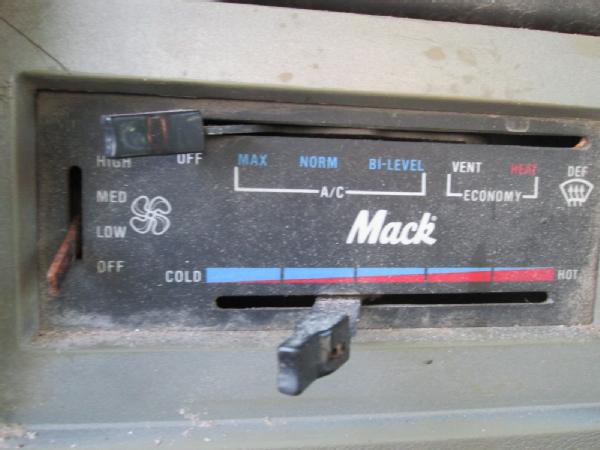 HIGH OFF MAX NORM BI-LEVEL VENT HEAT DEF
A/C ECONOMY
MED
LOW
Mack
OFF
COLD HOT